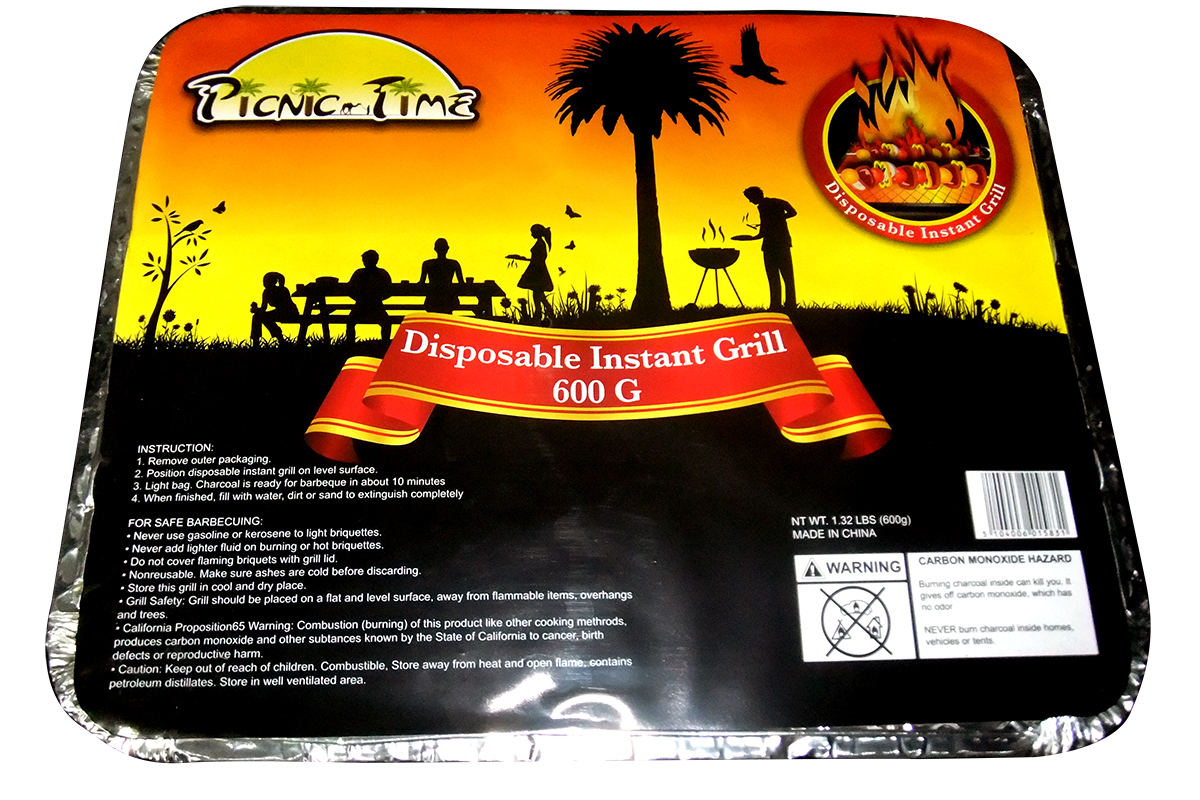 PICNIC TIME
Disposable Instant Grill
Disposable Instant Grill
600 G
INSTRUCTION:
1. Remove outer packaging.
2. Position disposable instant grill on level surface.
3. Light bag. Charcoal is ready for barbeque in about 10 minutes
4. When finished, fill with water, dirt or sand to extinguish completely
FOR SAFE BARBECUING:
• Never use gasoline or kerosene to light briquettes.
• Never add lighter fluid on burning or hot briquettes.
• Do not cover flaming briquets with grill lid.
• Nonreusable. Make sure ashes are cold before discarding.
• Store this grill in cool and dry place.
• Grill Safety: Grill should be placed on a flat and level surface, away from flammable items, overhangs
and trees.
• California Proposition65 Warning: Combustion (burning) of this product like other cooking methrods,
produces carbon monoxide and other subtances known by the State of California to cancer, birth
defects or reproductive harm.
• Caution: Keep out of reach of children. Combustible, Store away from heat and open flame, contains
petroleum distillates. Store in well ventilated area.
NT WT. 1.32 LBS (600g)
MADE IN CHINA
5 104006 015831
WARNING
CARBON MONOXIDE HAZARD
Burning charcoal inside can kill you. It
gives off carbon monoxide, which has
no odor
NEVER burn charcoal inside homes,
vehicles or tents.